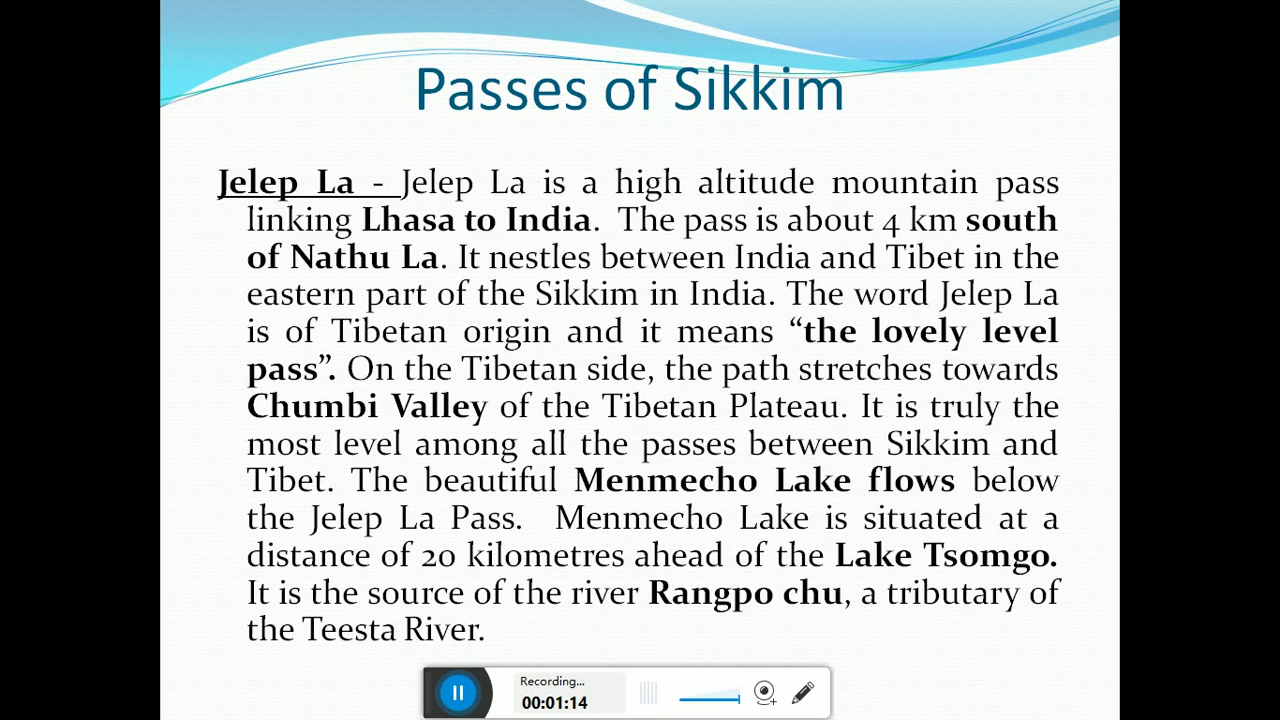 Passes of Sikkim
Jelep La - Jelep La is a high altitude mountain pass
linking Lhasa to India. The pass is about 4 km south
of Nathu La. It nestles between India and Tibet in the
eastern part of the Sikkim in India. The word Jelep La
is of Tibetan origin and it means “the lovely level
pass”. On the Tibetan side, the path stretches towards
Chumbi Valley of the Tibetan Plateau. It is truly the
most level among all the passes between Sikkim and
Tibet. The beautiful Menmecho Lake flows below
the Jelep La Pass. Menmecho Lake is situated at a
distance of 20 kilometres ahead of the Lake Tsomgo.
It is the source of the river Rangpo chu, a tributary of
the Teesta River.
Recording...
00:01:14